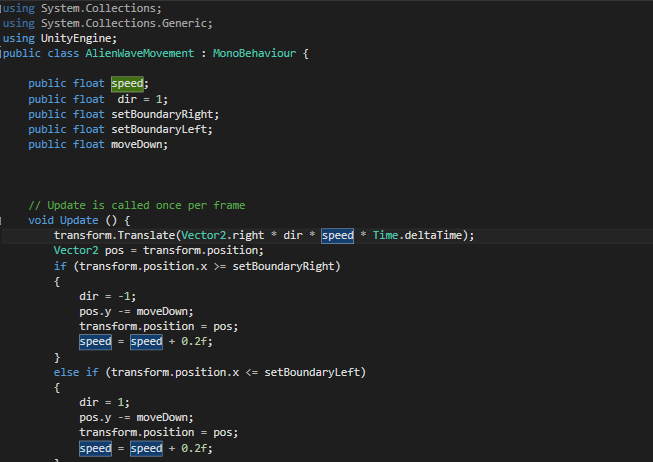 using System.Collections;
using System.Collections.Generic;
using UnityEngine;
public class AlienWaveMovement : MonoBehaviour {
public float speed;
public float  dir = 1;
public float setBoundaryRight;
public float setBoundaryLeft;
public float moveDown;
// Update is called once per frame
void Update () {
transform.Translate(Vector2.right * dir * speed * Time.deltaTime);
Vector2 pos = transform.position;
if (transform.position.x >= setBoundaryRight)
{
dir = -1;
pos.y -= moveDown;
transform.position = pos;
speed = speed + 0.2f;
}
else if (transform.position.x <= setBoundaryLeft)
{
dir = 1;
pos.y -= moveDown;
transform.position = pos;
speed = speed + 0.2f;
}